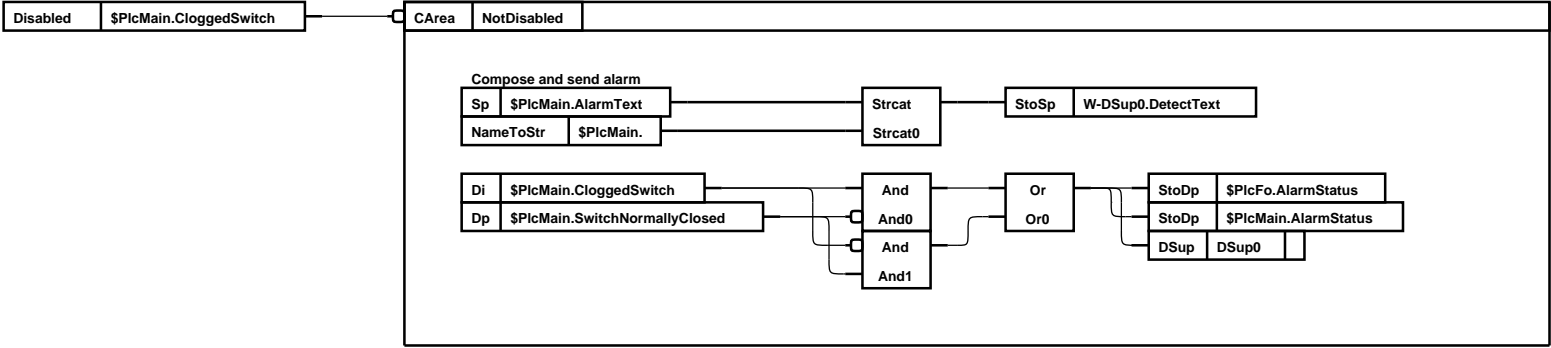 Disabled $PlcMain.CloggedSwitch CArea NotDisabled
Compose and send alarm
Sp $PlcMain.AlarmText Strcat StoSp W-DSup0.DetectText
NameToStr $PlcMain. Strcat0
Di $PlcMain.CloggedSwitch And Or StoDp $PlcFo.AlarmStatus
Dp $PlcMain.SwitchNormallyClosed And0 Or0 StoDp $PlcMain.AlarmStatus
And DSup DSup0
And1